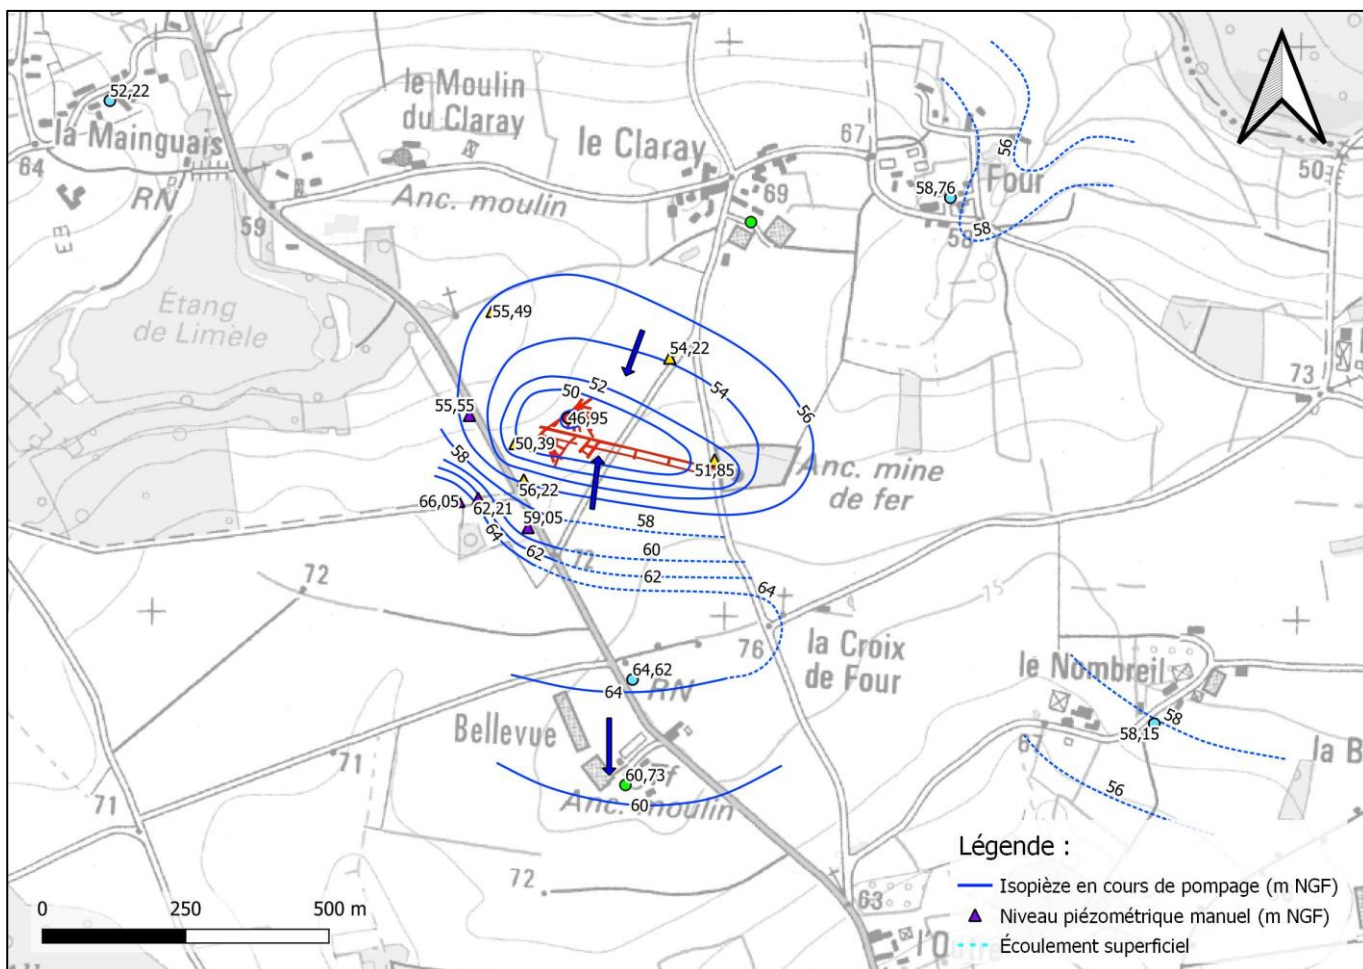 52,22
la Mainguais
64
RN
59
le Moulin
du Claray
Anc. moulin
le Claray
67
69
56
50
58,76
Four
58
58
Étang
de Limèle
55,49
54,22
52
50
54
56
73
46,95
55,55
50,39
51,85
Anc. mine
de fer
58
56,22
66,05
62,21
59,05
58
64
62
72
60
62
64
72
76
la Croix
de Four
75
64,62
RN
64
le Nombreil
58
58,15
67
la B
Bellevue
60,73
Anc. moulin
60
56
71
71
72
63
Légende :
Isopièze en cours de pompage (m NGF)
Niveau piézométrique manuel (m NGF)
Écoulement superficiel
0 250 500 m